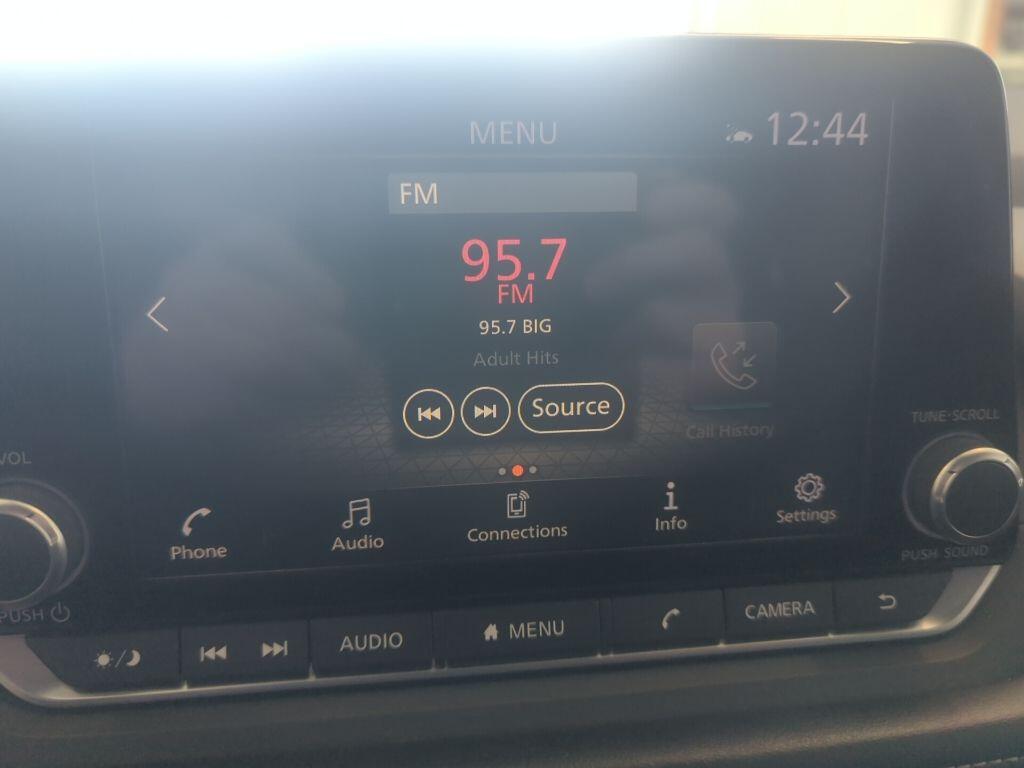 MENU
12:44
FM
95.7
FM
95.7 BIG
Adult Hits
Source
Call History
TUNE·SCROLL
VOL
Phone
Audio
Connections
Info
Settings
PUSH
PUSH SOUND
AUDIO
MENU
CAMERA